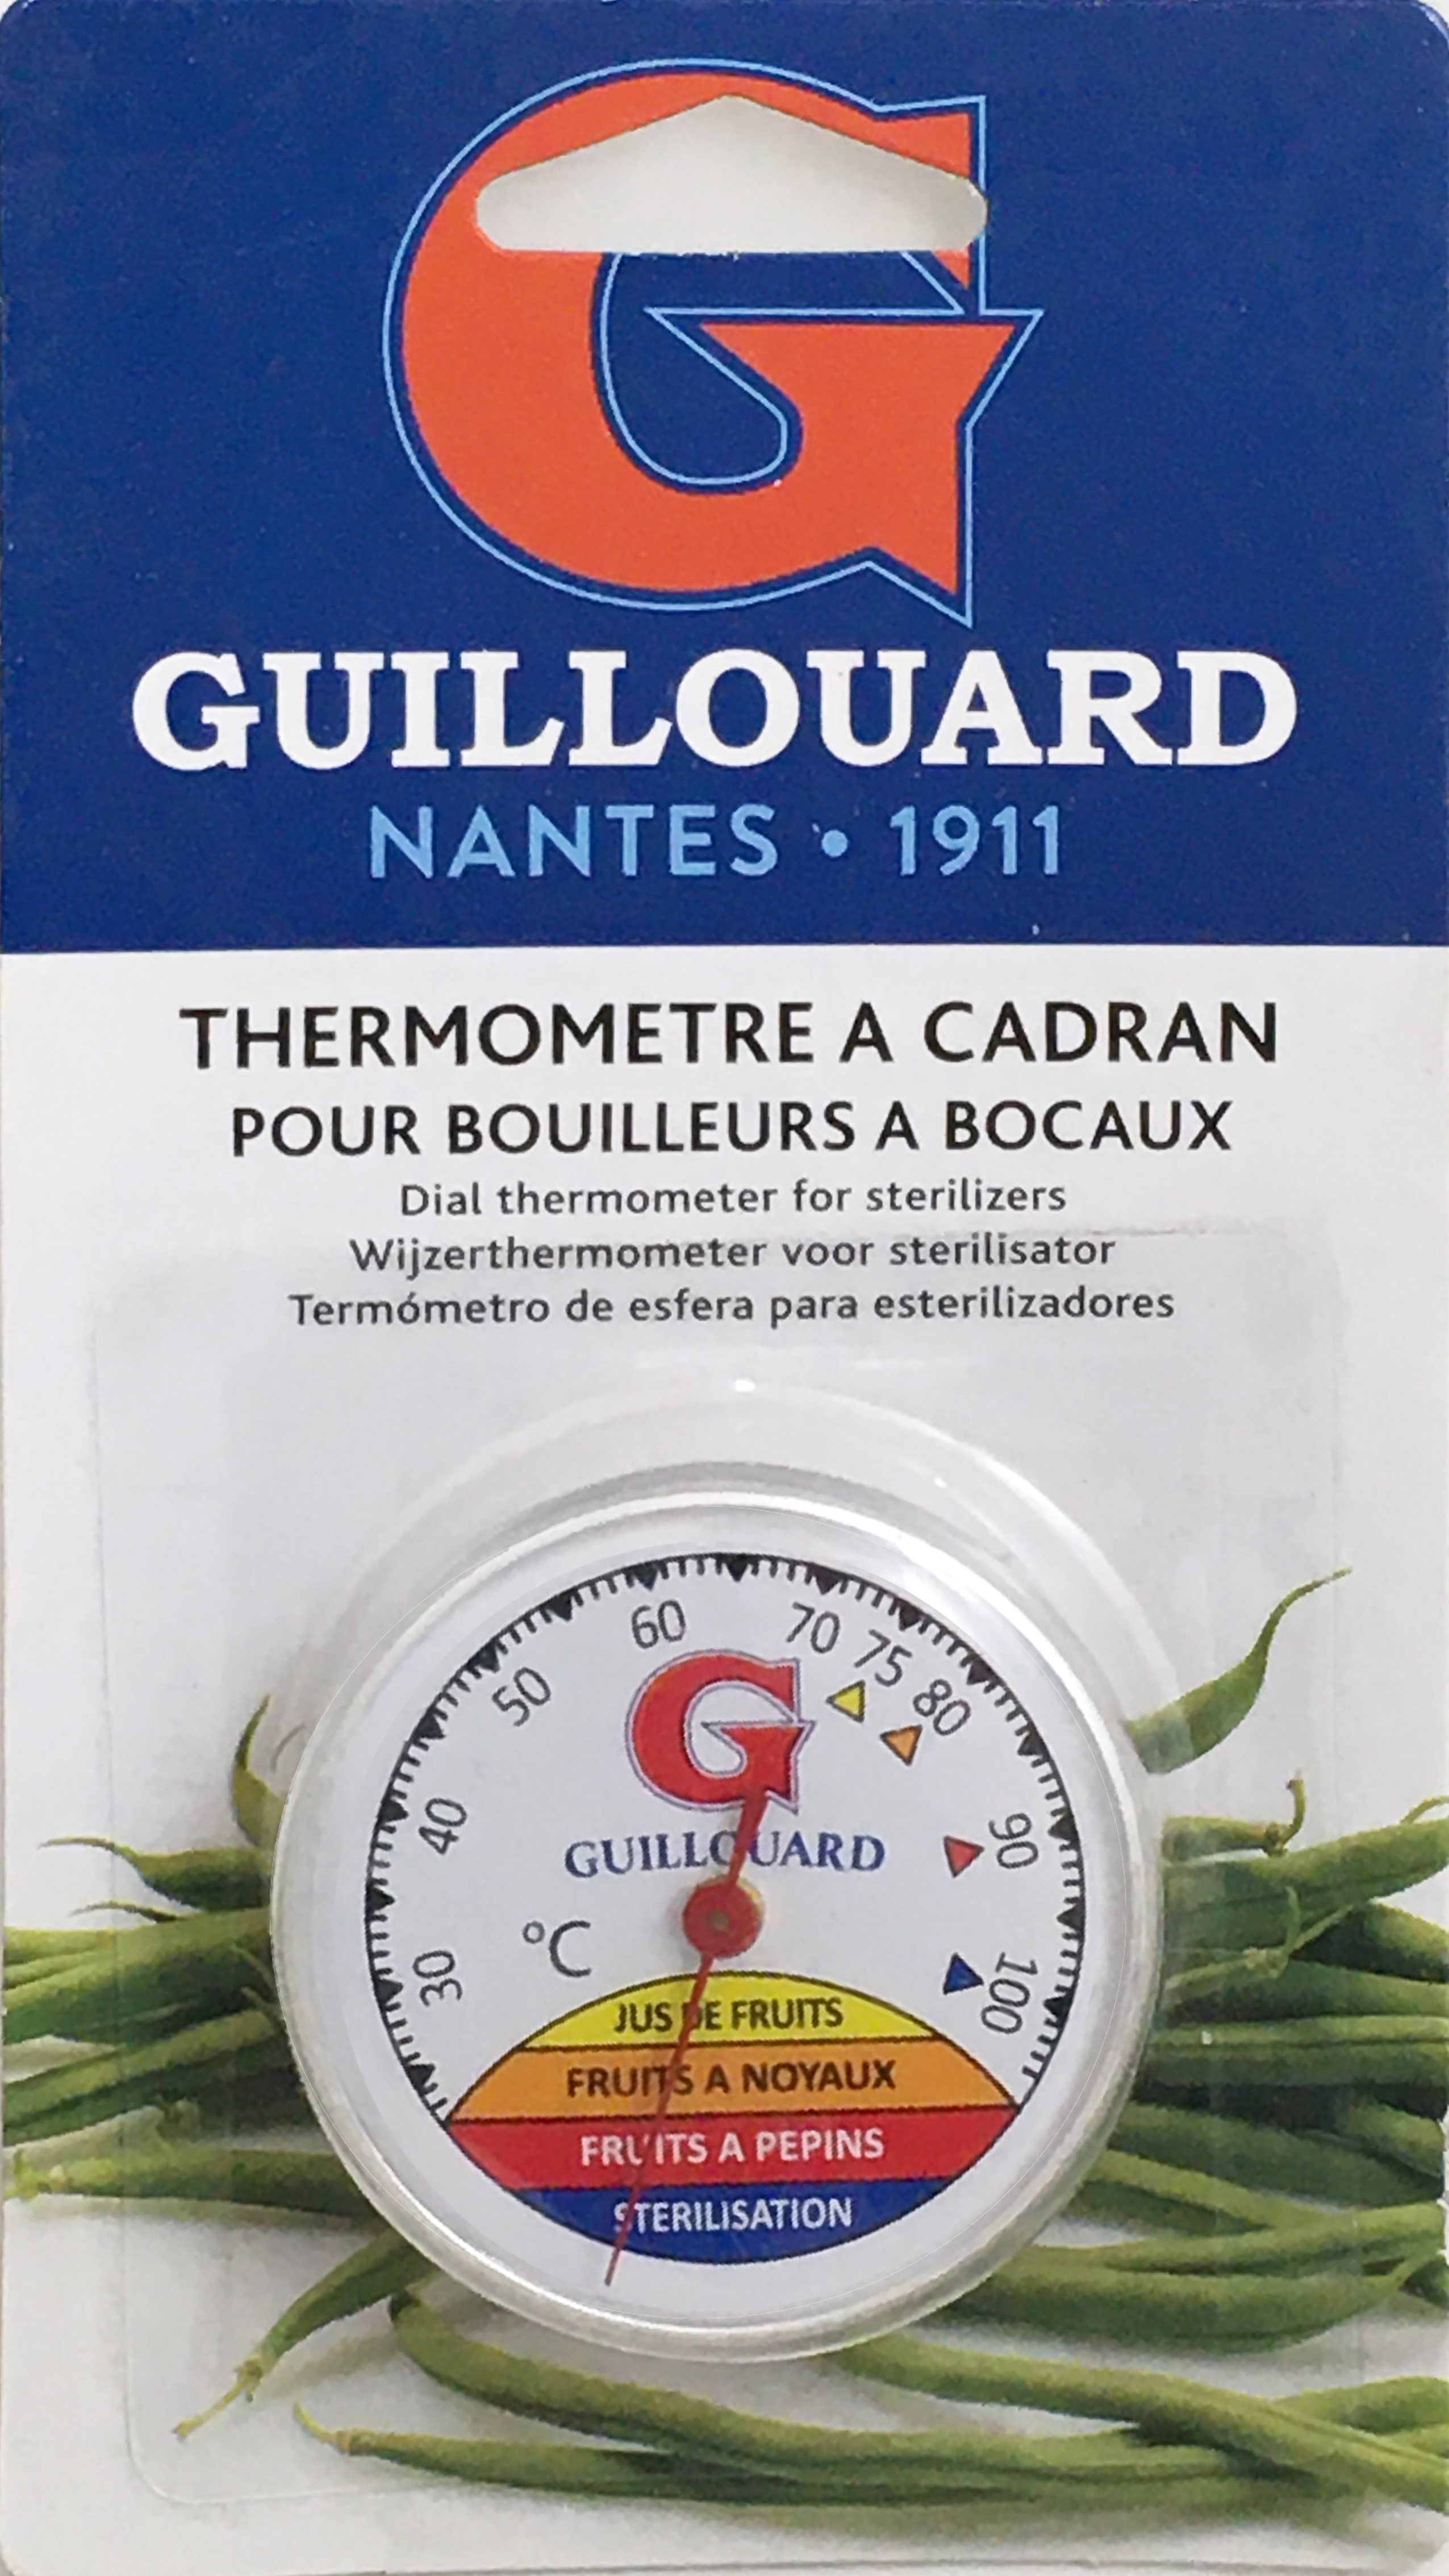 G
GUILLOUARD
NANTES • 1911
THERMOMETRE A CADRAN
POUR BOUILLEURS A BOCAUX
Dial thermometer for sterilizers
Wijzerthermometer voor sterilisator
Termómetro de esfera para esterilizadores
30 40 50 60 70 75 80 90 100
G
GUILLOUARD
°C
JUS DE FRUITS
FRUITS A NOYAUX
FRUITS A PEPINS
STERILISATION